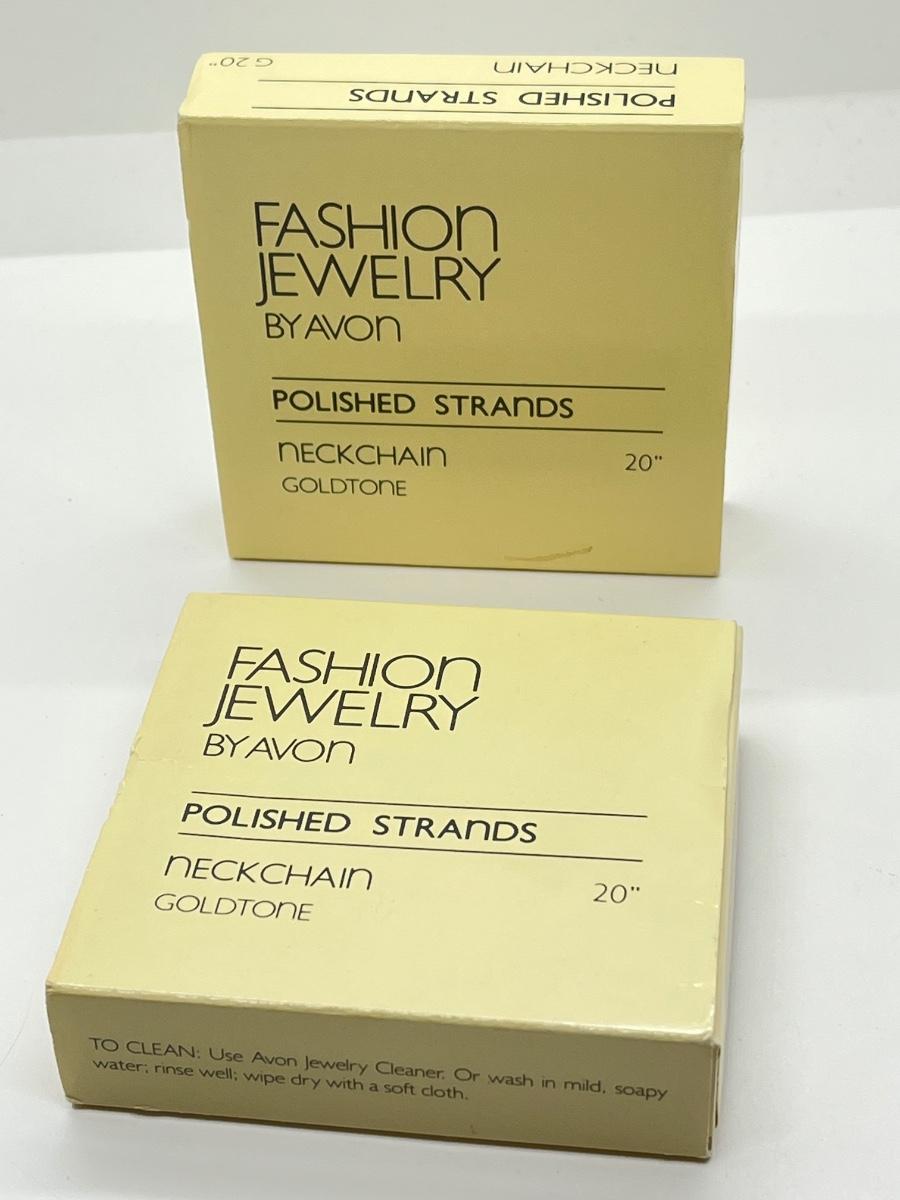 NECKCHAIN G 20"
POLISHED STRANDS
FASHION
JEWELRY
BY AVON
POLISHED STRANDS
NECKCHAIN 20"
GOLDTONE
FASHION
JEWELRY
BY AVON
POLISHED STRANDS
NECKCHAIN 20"
GOLDTONE
TO CLEAN: Use Avon Jewelry Cleaner. Or wash in mild, soapy
water; rinse well; wipe dry with a soft cloth.